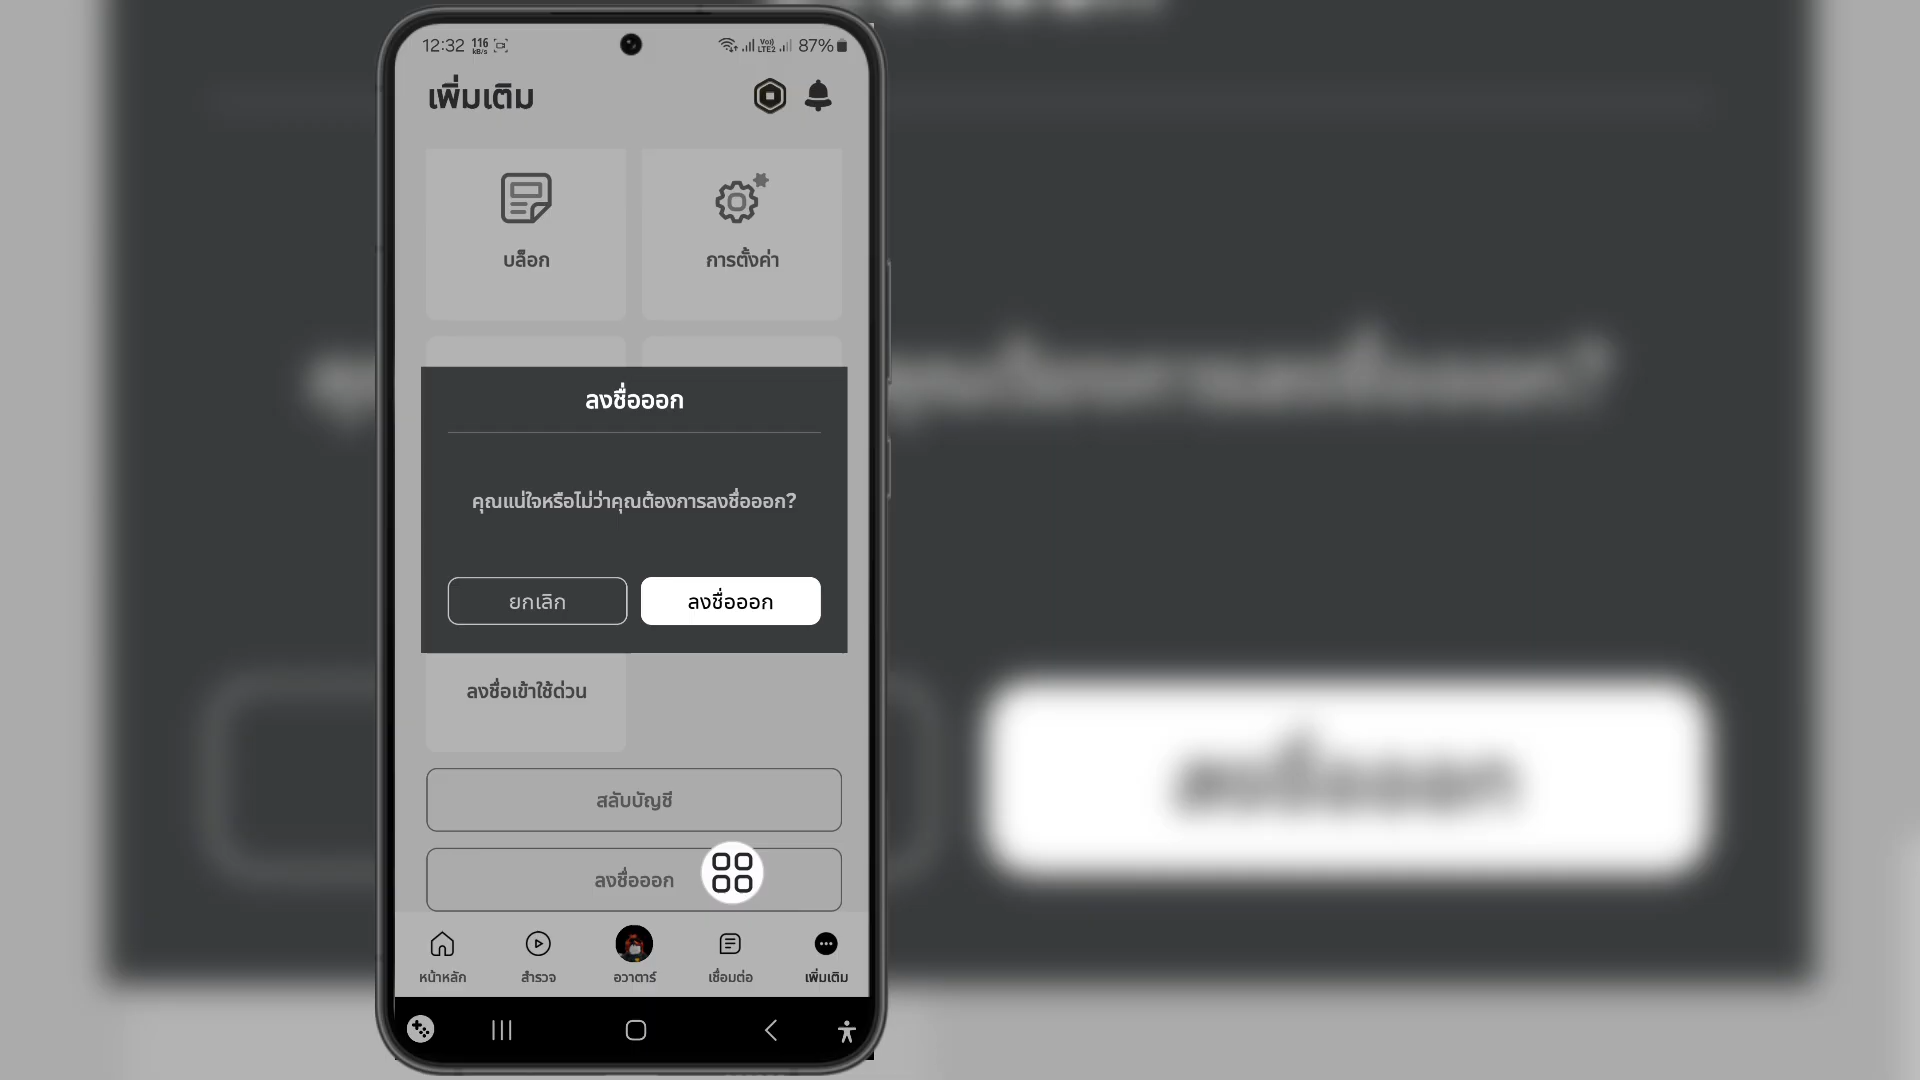 12:32 116 KB/s Vo) LTE2 87%
เพิ่มเติม
บล็อก
การตั้งค่า
ลงชื่อออก
คุณแน่ใจหรือไม่ว่าคุณต้องการลงชื่อออก?
ยกเลิก
ลงชื่อออก
ลงชื่อเข้าใช้ด่วน
สลับบัญชี
ลงชื่อออก
หน้าหลัก
สำรวจ
อวาตาร์
เชื่อมต่อ
เพิ่มเติม